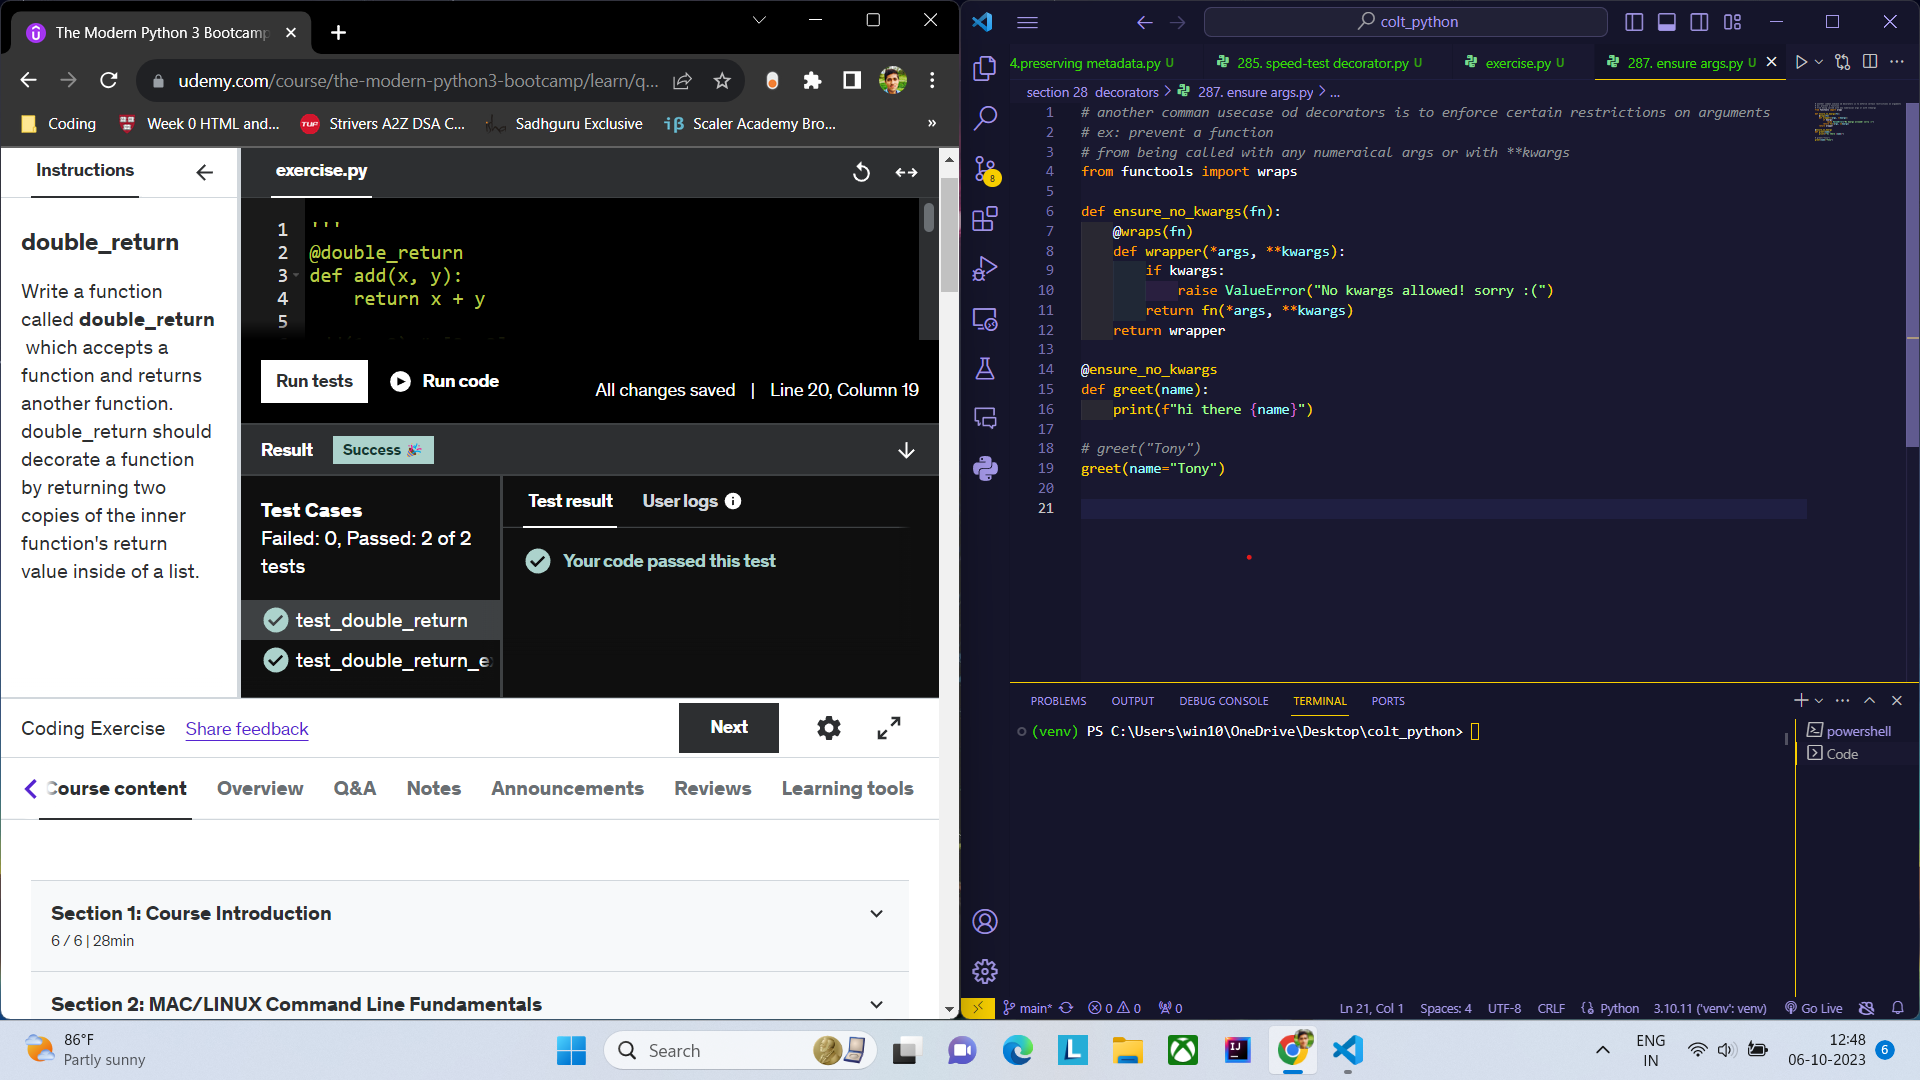 The Modern Python 3 Bootcamp
udemy.com/course/the-modern-python3-bootcamp/learn/q...
Coding
Week 0 HTML and...
TUF
Strivers A2Z DSA C...
Sadhguru Exclusive
iB
Scaler Academy Bro...
»
Instructions
double_return
Write a function
called double_return
which accepts a
function and returns
another function.
double_return should
decorate a function
by returning two
copies of the inner
function's return
value inside of a list.
exercise.py
1 '''
2 @double_return
3 def add(x, y):
4     return x + y
5
Run tests
Run code
All changes saved | Line 20, Column 19
Result
Success
Test Cases
Failed: 0, Passed: 2 of 2
tests
test_double_return
test_double_return_e
Test result
User logs
Your code passed this test
Coding Exercise
Share feedback
Next
Course content
Overview
Q&A
Notes
Announcements
Reviews
Learning tools
Section 1: Course Introduction
6 / 6 | 28min
Section 2: MAC/LINUX Command Line Fundamentals
colt_python
4.preserving metadata.py U
285. speed-test decorator.py U
exercise.py U
287. ensure args.py U
section 28 decorators > 287. ensure args.py > ...
1 # another comman usecase od decorators is to enforce certain restrictions on arguments
2 # ex: prevent a function
3 # from being called with any numeraical args or with **kwargs
4 from functools import wraps
5
6 def ensure_no_kwargs(fn):
7     @wraps(fn)
8     def wrapper(*args, **kwargs):
9         if kwargs:
10             raise ValueError("No kwargs allowed! sorry :(")
11         return fn(*args, **kwargs)
12     return wrapper
13
14 @ensure_no_kwargs
15 def greet(name):
16     print(f"hi there {name}")
17
18 # greet("Tony")
19 greet(name="Tony")
20
21
8
PROBLEMS
OUTPUT
DEBUG CONSOLE
TERMINAL
PORTS
(venv) PS C:\Users\win10\OneDrive\Desktop\colt_python>
powershell
Code
main*
0 0
0
Ln 21, Col 1
Spaces: 4
UTF-8
CRLF
Python
3.10.11 ('venv': venv)
Go Live
86°F
Partly sunny
Search
L
IJ
ENG
IN
12:48
06-10-2023
6